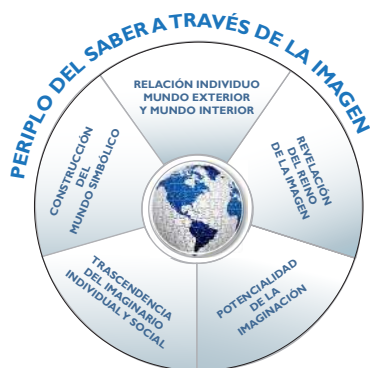 PERIPLO DEL SABER A TRAVÉS DE LA IMAGEN
RELACIÓN INDIVIDUO
MUNDO EXTERIOR
Y MUNDO INTERIOR
REVELACIÓN
DEL REINO
DE LA IMAGEN
POTENCIALIDAD
DE LA
IMAGINACIÓN
TRASCENDENCIA
DEL IMAGINARIO
INDIVIDUAL Y SOCIAL
CONSTRUCCIÓN
DEL
MUNDO SIMBÓLICO